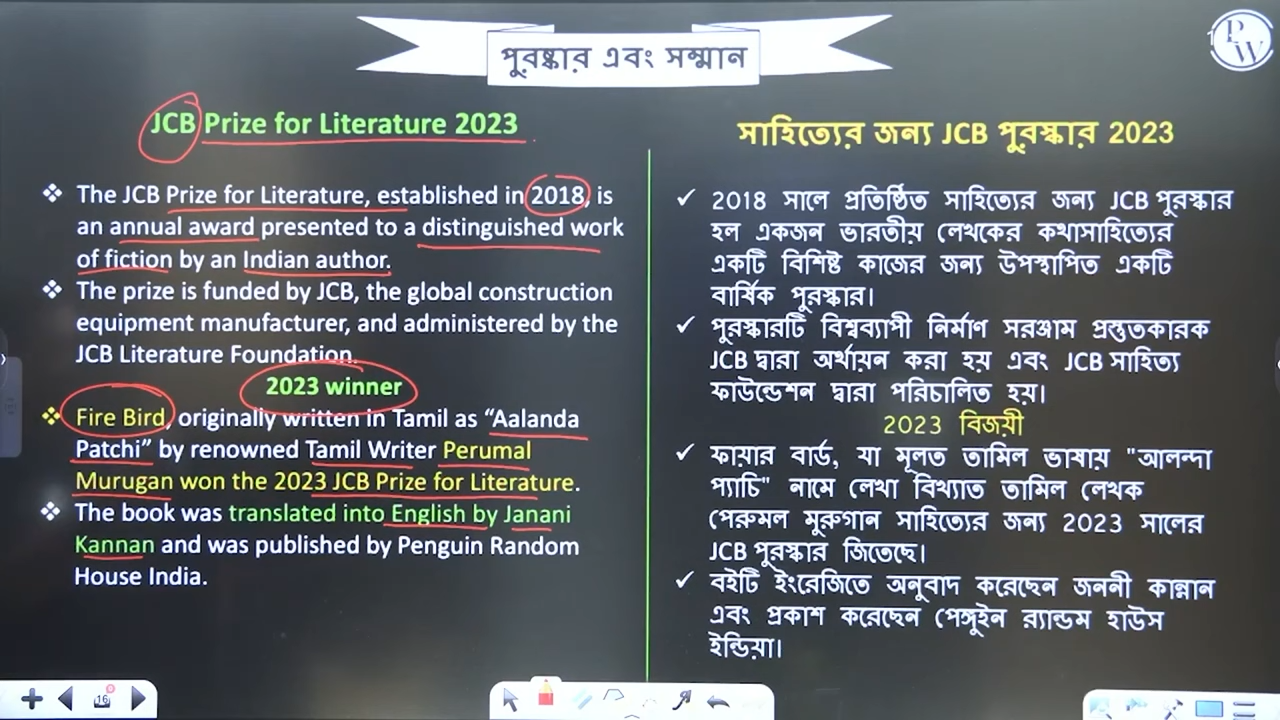 পুরষ্কার এবং সম্মান
PW
JCB Prize for Literature 2023
❖ The JCB Prize for Literature, established in 2018, is
an annual award presented to a distinguished work
of fiction by an Indian author.
❖ The prize is funded by JCB, the global construction
equipment manufacturer, and administered by the
JCB Literature Foundation.
2023 winner
❖ Fire Bird, originally written in Tamil as “Aalanda
Patchi” by renowned Tamil Writer Perumal
Murugan won the 2023 JCB Prize for Literature.
❖ The book was translated into English by Janani
Kannan and was published by Penguin Random
House India.
সাহিত্যের জন্য JCB পুরস্কার 2023
✓ 2018 সালে প্রতিষ্ঠিত সাহিত্যের জন্য JCB পুরস্কার
হল একজন ভারতীয় লেখকের কথাসাহিত্যের
একটি বিশিষ্ট কাজের জন্য উপস্থাপিত একটি
বার্ষিক পুরস্কার।
✓ পুরস্কারটি বিশ্বব্যাপী নির্মাণ সরঞ্জাম প্রস্তুতকারক
JCB দ্বারা অর্থায়ন করা হয় এবং JCB সাহিত্য
ফাউন্ডেশন দ্বারা পরিচালিত হয়।
2023 বিজয়ী
✓ ফায়ার বার্ড, যা মূলত তামিল ভাষায় "আলন্দা
প্যাচি" নামে লেখা বিখ্যাত তামিল লেখক
পেরুমল মুরুগান সাহিত্যের জন্য 2023 সালের
JCB পুরস্কার জিতেছে।
✓ বইটি ইংরেজিতে অনুবাদ করেছেন জননী কান্নান
এবং প্রকাশ করেছেন পেঙ্গুইন র‍্যান্ডম হাউস
ইন্ডিয়া।
16